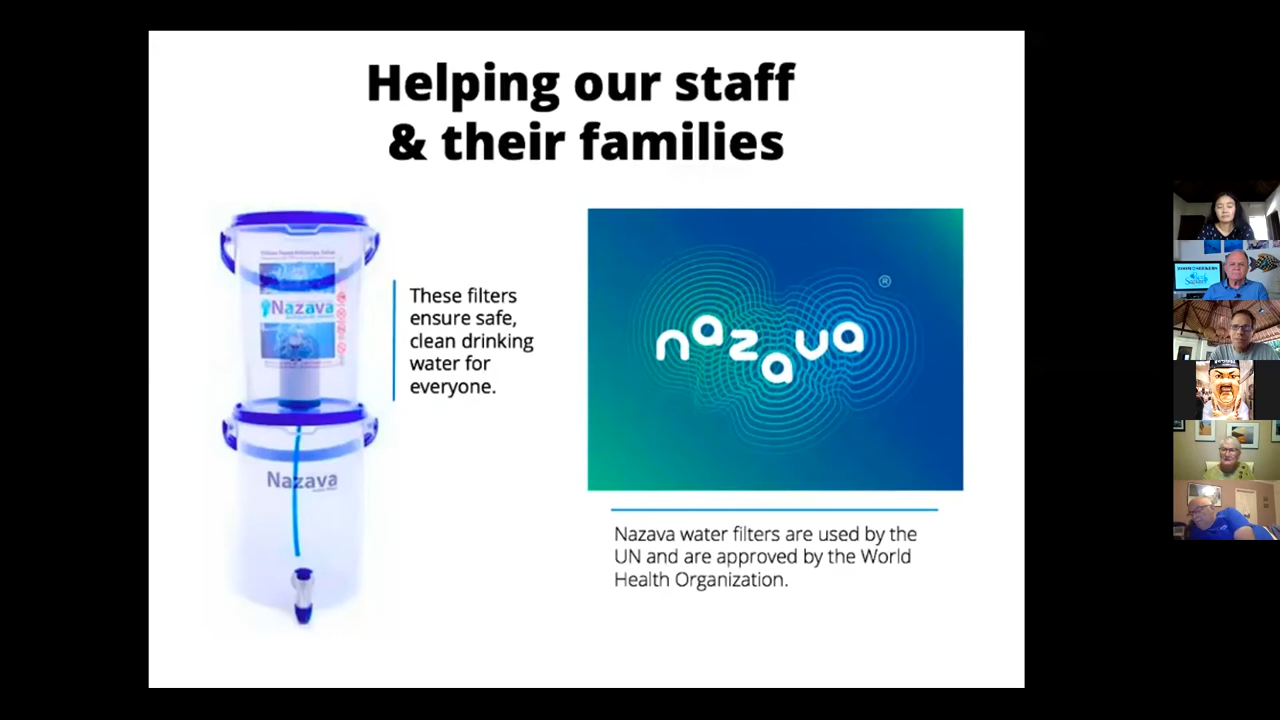 Helping our staff
& their families
Nazava
Nazava
These filters
ensure safe,
clean drinking
water for
everyone.
nazava
®
Nazava water filters are used by the
UN and are approved by the World
Health Organization.